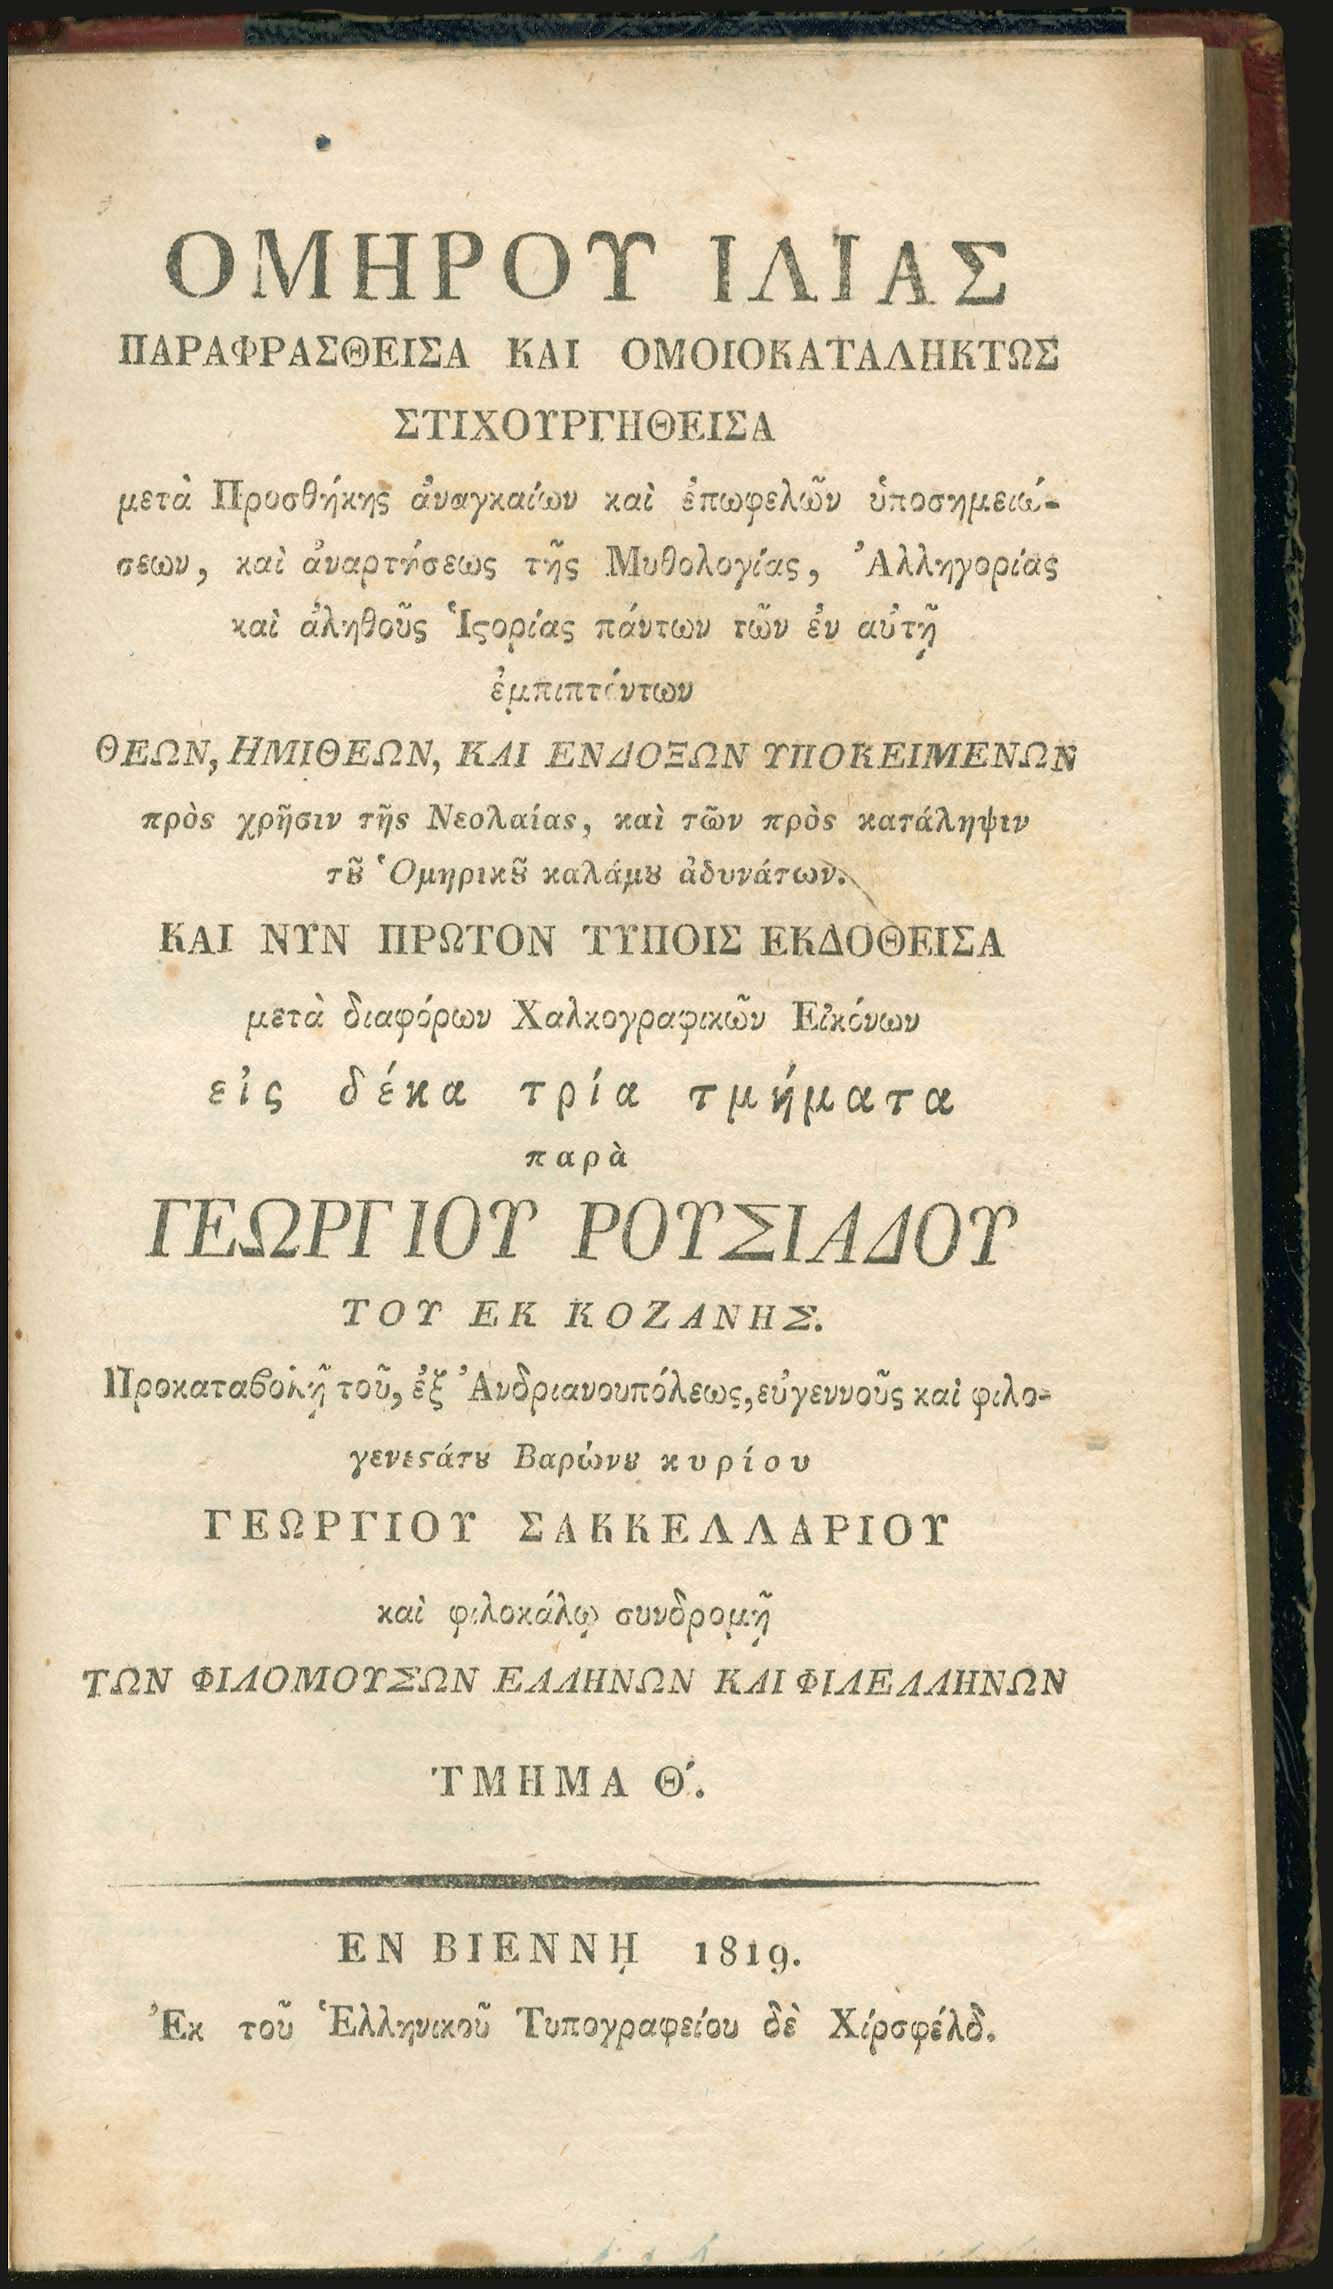 ΟΜΗΡΟΥ ΙΛΙΑΣ
ΠΑΡΑΦΡΑΣΘΕΙΣΑ ΚΑΙ ΟΜΟΙΟΚΑΤΑΛΗΚΤΩΣ
ΣΤΙΧΟΥΡΓΗΘΕΙΣΑ
μετὰ Προσθήκης ἀναγκαίων καὶ ἐπωφελῶν ὑποσημειώ-
σεων, καὶ ἀναρτήσεως τῆς Μυθολογίας, Ἀλληγορίας
καὶ ἀληθοῦς Ἱϛορίας πάντων τῶν ἐν αὐτῇ
ἐμπιπτόντων
ΘΕΩΝ, ΗΜΙΘΕΩΝ, ΚΑΙ ΕΝΔΟΞΩΝ ΥΠΟΚΕΙΜΕΝΩΝ
πρὸς χρῆσιν τῆς Νεολαίας, καὶ τῶν πρὸς κατάληψιν
τȣ͂ Ὁμηρικȣ͂ καλάμȣ ἀδυνάτων.
ΚΑΙ ΝΥΝ ΠΡΩΤΟΝ ΤΥΠΟΙΣ ΕΚΔΟΘΕΙΣΑ
μετὰ διαφόρων Χαλκογραφικῶν Εἰκόνων
εἰς δέκα τρία τμήματα
παρὰ
ΓΕΩΡΓΙΟΥ ΡΟΥΣΙΑΔΟΥ
ΤΟΥ ΕΚ ΚΟΖΑΝΗΣ.
Προκαταβολῇ τοῦ, ἐξ Ἀνδριανουπόλεως, εὐγεννοῦς καὶ φιλο-
γενεϛάτȣ Βαρώνȣ κυρίου
ΓΕΩΡΓΙΟΥ ΣΑΚΚΕΛΛΑΡΙΟΥ
καὶ φιλοκάλῳ συνδρομῇ
ΤΩΝ ΦΙΛΟΜΟΥΣΩΝ ΕΛΛΗΝΩΝ ΚΑΙ ΦΙΛΕΛΛΗΝΩΝ
ΤΜΗΜΑ Θ΄.
ΕΝ ΒΙΕΝΝῌ 1819.
Ἐκ τοῦ Ἑλληνικοῦ Τυπογραφείου δὲ Χίρσφέλδ.